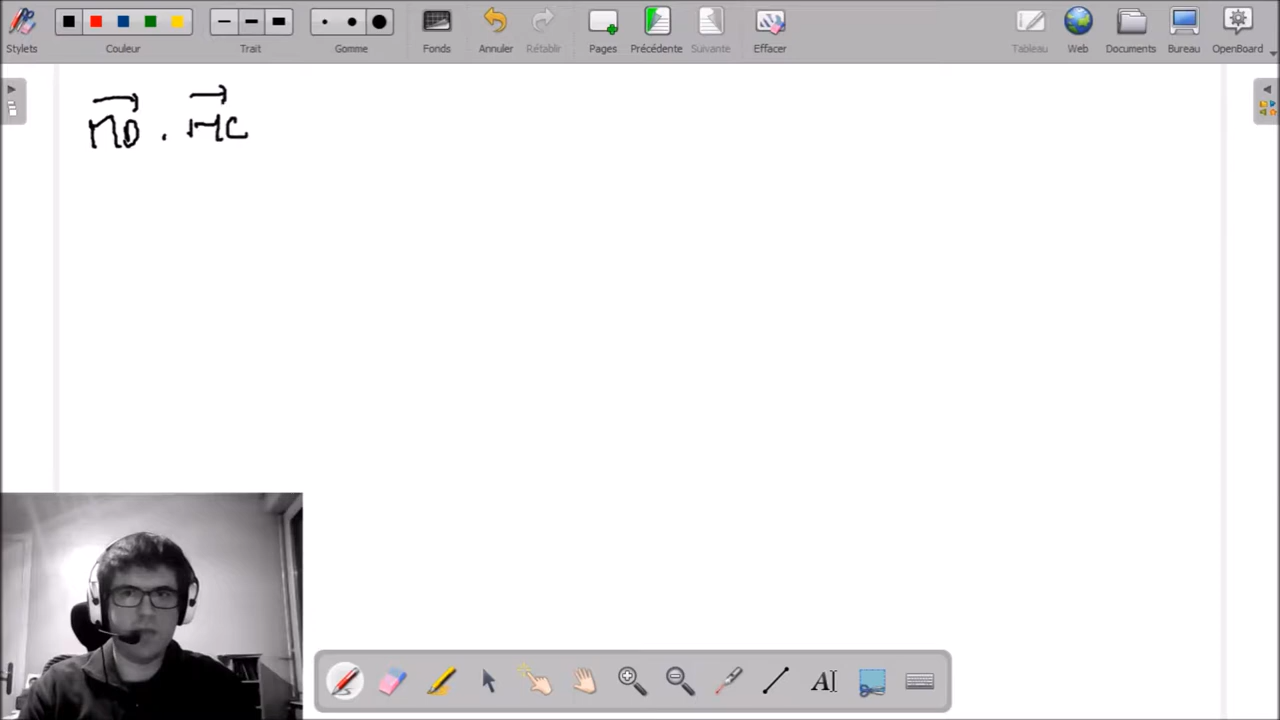 Stylets Couleur Trait Gomme Fonds Annuler Rétablir Pages Précédente Suivante Effacer Tableau Web Documents Bureau OpenBoard
MD . MC
A